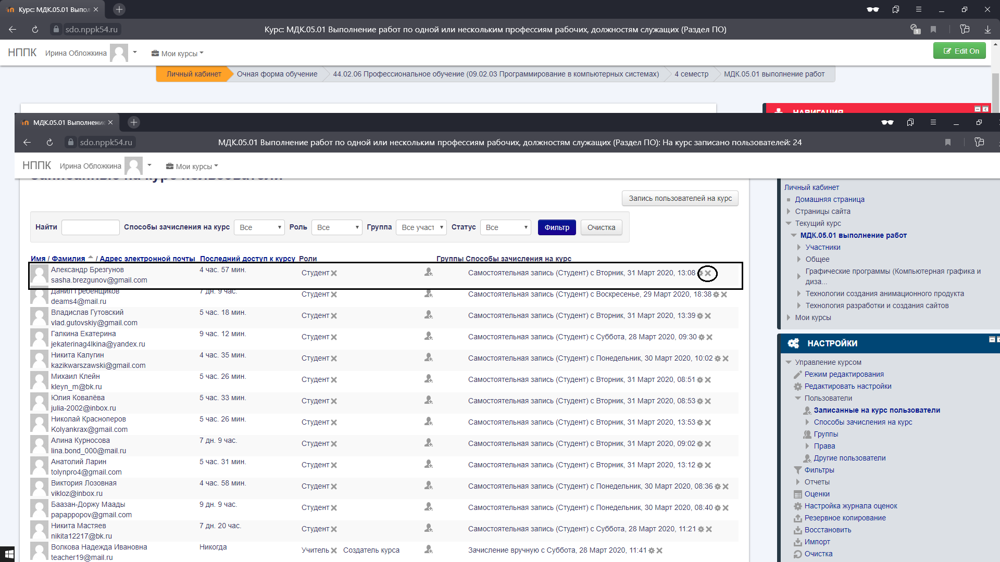 Курс: МДК.05.01 Выпол
sdo.nppk54.ru
Курс: МДК.05.01 Выполнение работ по одной или нескольким профессиям рабочих, должностям служащих (Раздел ПО)
1
НППК
Ирина Обложкина
Мои курсы
Edit On
Личный кабинет
Очная форма обучение
44.02.06 Профессиональное обучение (09.02.03 Программирование в компьютерных системах)
4 семестр
МДК.05.01 выполнение работ
НАВИГАЦИЯ
МДК.05.01 Выполнение
sdo.nppk54.ru
МДК.05.01 Выполнение работ по одной или нескольким профессиям рабочих, должностям служащих (Раздел ПО): На курс записано пользователей: 24
НППК
Ирина Обложкина
Мои курсы
Записанные на курс пользователи
Запись пользователей на курс
Найти
Способы зачисления на курс Все
Роль Все
Группа Все участ
Статус Все
Фильтр
Очистка
Имя / Фамилия / Адрес электронной почты Последний доступ к курсу Роли Группы Способы зачисления на курс
Александр Брезгунов 4 час. 57 мин.
Студент Самостоятельная запись (Студент) с Вторник, 31 Март 2020, 13:08
sasha.brezgunov@gmail.com
Данил Гребенщиков 7 дн. 9 час.
Студент Самостоятельная запись (Студент) с Воскресенье, 29 Март 2020, 18:38
deams4@mail.ru
Владислав Гутовский 5 час. 18 мин.
Студент Самостоятельная запись (Студент) с Вторник, 31 Март 2020, 13:39
vlad.gutovskiy@gmail.com
Галкина Екатерина 9 час. 12 мин.
Студент Самостоятельная запись (Студент) с Суббота, 28 Март 2020, 09:30
jekaterinag4lkina@yandex.ru
Никита Калугин 4 час. 35 мин.
Студент Самостоятельная запись (Студент) с Понедельник, 30 Март 2020, 10:02
kazikwarszawski@gmail.com
Михаил Клейн 5 час. 26 мин.
Студент Самостоятельная запись (Студент) с Вторник, 31 Март 2020, 08:51
kleyn_m@bk.ru
Юлия Ковалёва 5 час. 33 мин.
Студент Самостоятельная запись (Студент) с Вторник, 31 Март 2020, 08:53
julia-2002@inbox.ru
Николай Красноперов 5 час. 26 мин.
Студент Самостоятельная запись (Студент) с Вторник, 31 Март 2020, 13:53
Kolyankrax@gmail.com
Алина Курносова 7 дн. 9 час.
Студент Самостоятельная запись (Студент) с Вторник, 31 Март 2020, 09:02
lina.bond_000@mail.ru
Анатолий Ларин 5 час. 31 мин.
Студент Самостоятельная запись (Студент) с Вторник, 31 Март 2020, 13:12
tolynpro4@gmail.com
Виктория Лозовная 4 час. 58 мин.
Студент Самостоятельная запись (Студент) с Понедельник, 30 Март 2020, 08:36
vikloz@inbox.ru
Баазан-Доржу Маады 9 дн. 9 час.
Студент Самостоятельная запись (Студент) с Понедельник, 30 Март 2020, 08:40
papappopov@gmail.com
Никита Мастяев 7 дн. 20 час.
Студент Самостоятельная запись (Студент) с Суббота, 28 Март 2020, 11:21
nikita12217@bk.ru
Волкова Надежда Ивановна Никогда
Учитель Создатель курса Зачисление вручную с Суббота, 28 Март 2020, 11:41
teacher19@mail.ru
Личный кабинет
Домашняя страница
Страницы сайта
Текущий курс
МДК.05.01 выполнение работ
Участники
Общее
Графические программы (Компьютерная графика и
диза...
Технологии создания анимационного продукта
Технология разработки и создания сайтов
Мои курсы
НАСТРОЙКИ
Управление курсом
Режим редактирования
Редактировать настройки
Пользователи
Записанные на курс пользователи
Способы зачисления на курс
Группы
Права
Другие пользователи
Фильтры
Отчеты
Оценки
Настройка журнала оценок
Резервное копирование
Восстановить
Импорт
Очистка